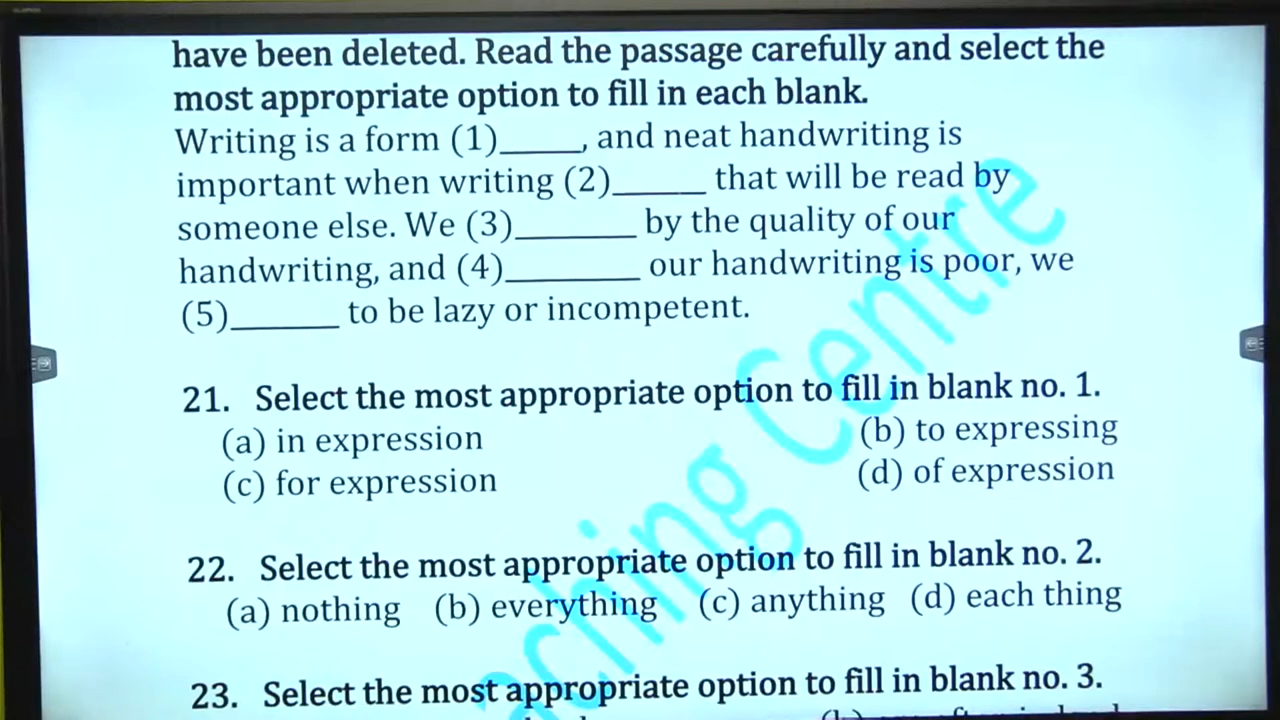 have been deleted. Read the passage carefully and select the
most appropriate option to fill in each blank.
Writing is a form (1)_____, and neat handwriting is
important when writing (2)______ that will be read by
someone else. We (3)________ by the quality of our
handwriting, and (4)_________ our handwriting is poor, we
(5)_______ to be lazy or incompetent.
21. Select the most appropriate option to fill in blank no. 1.
(a) in expression (b) to expressing
(c) for expression (d) of expression
22. Select the most appropriate option to fill in blank no. 2.
(a) nothing (b) everything (c) anything (d) each thing
23. Select the most appropriate option to fill in blank no. 3.
Centre